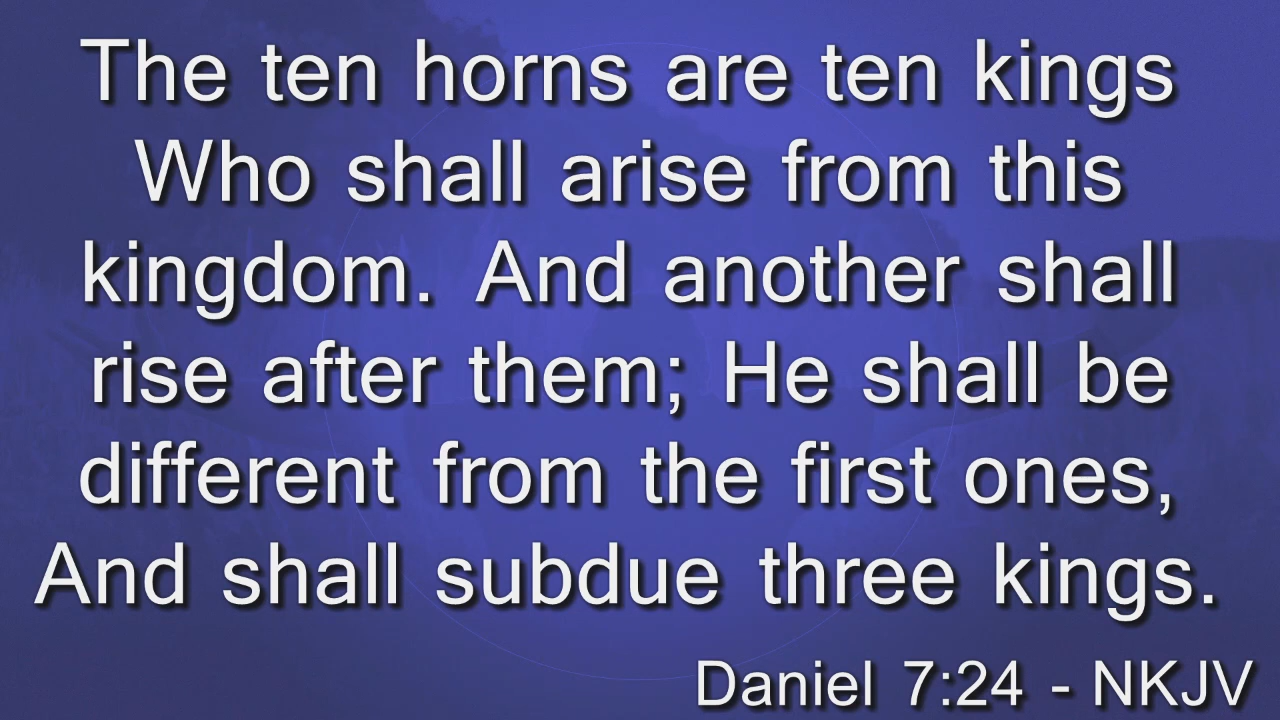 The ten horns are ten kings
Who shall arise from this
kingdom. And another shall
rise after them; He shall be
different from the first ones,
And shall subdue three kings.
Daniel 7:24 - NKJV